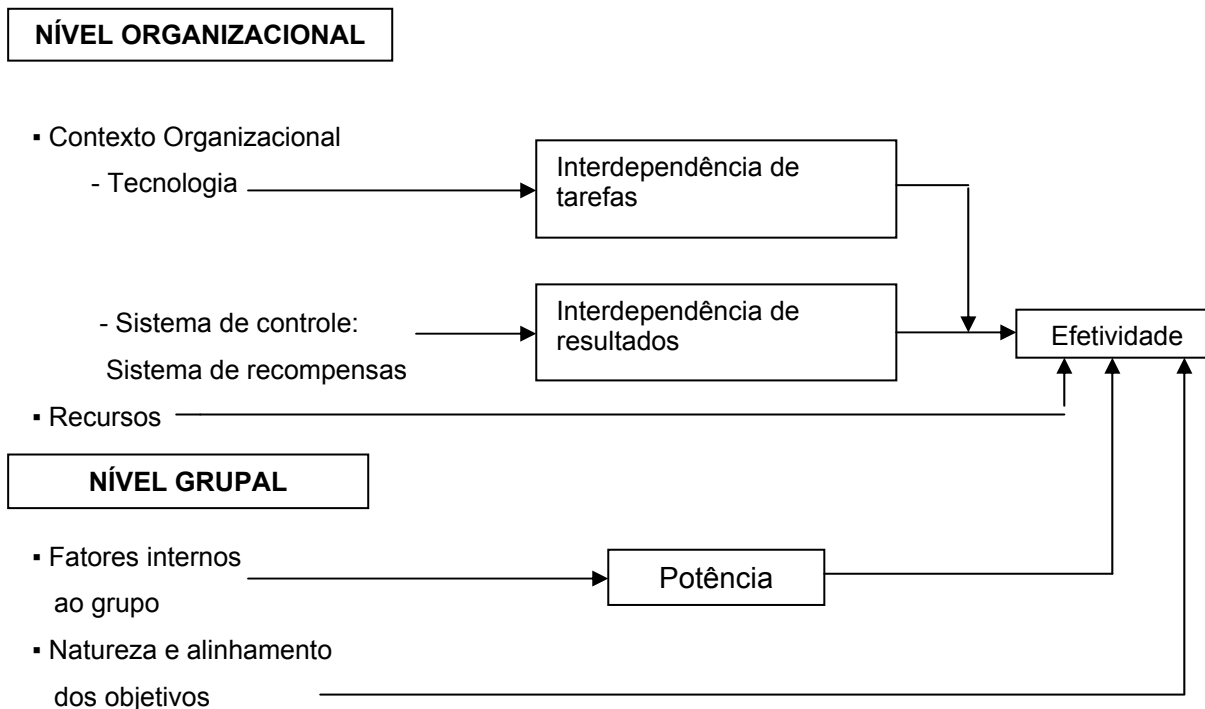 NÍVEL ORGANIZACIONAL
▪ Contexto Organizacional
- Tecnologia
Interdependência de
tarefas
- Sistema de controle:
Sistema de recompensas
Interdependência de
resultados
Efetividade
▪ Recursos
NÍVEL GRUPAL
▪ Fatores internos
ao grupo
Potência
▪ Natureza e alinhamento
dos objetivos